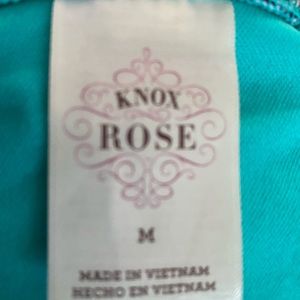 KNOX
ROSE
M
MADE IN VIETNAM
HECHO EN VIETNAM